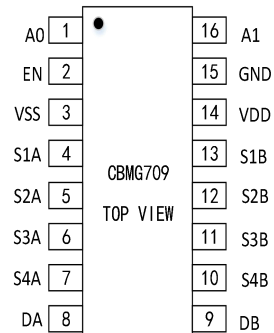 A0 1 16 A1
EN 2 15 GND
VSS 3 14 VDD
S1A 4 13 S1B
CBMG709
S2A 5 12 S2B
TOP VIEW
S3A 6 11 S3B
S4A 7 10 S4B
DA 8 9 DB